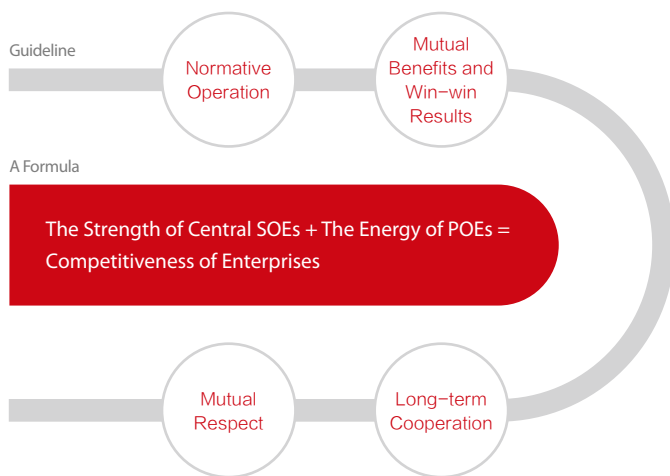 Guideline
Normative
Operation
Mutual
Benefits and
Win-win
Results
A Formula
The Strength of Central SOEs + The Energy of POEs =
Competitiveness of Enterprises
Mutual
Respect
Long-term
Cooperation